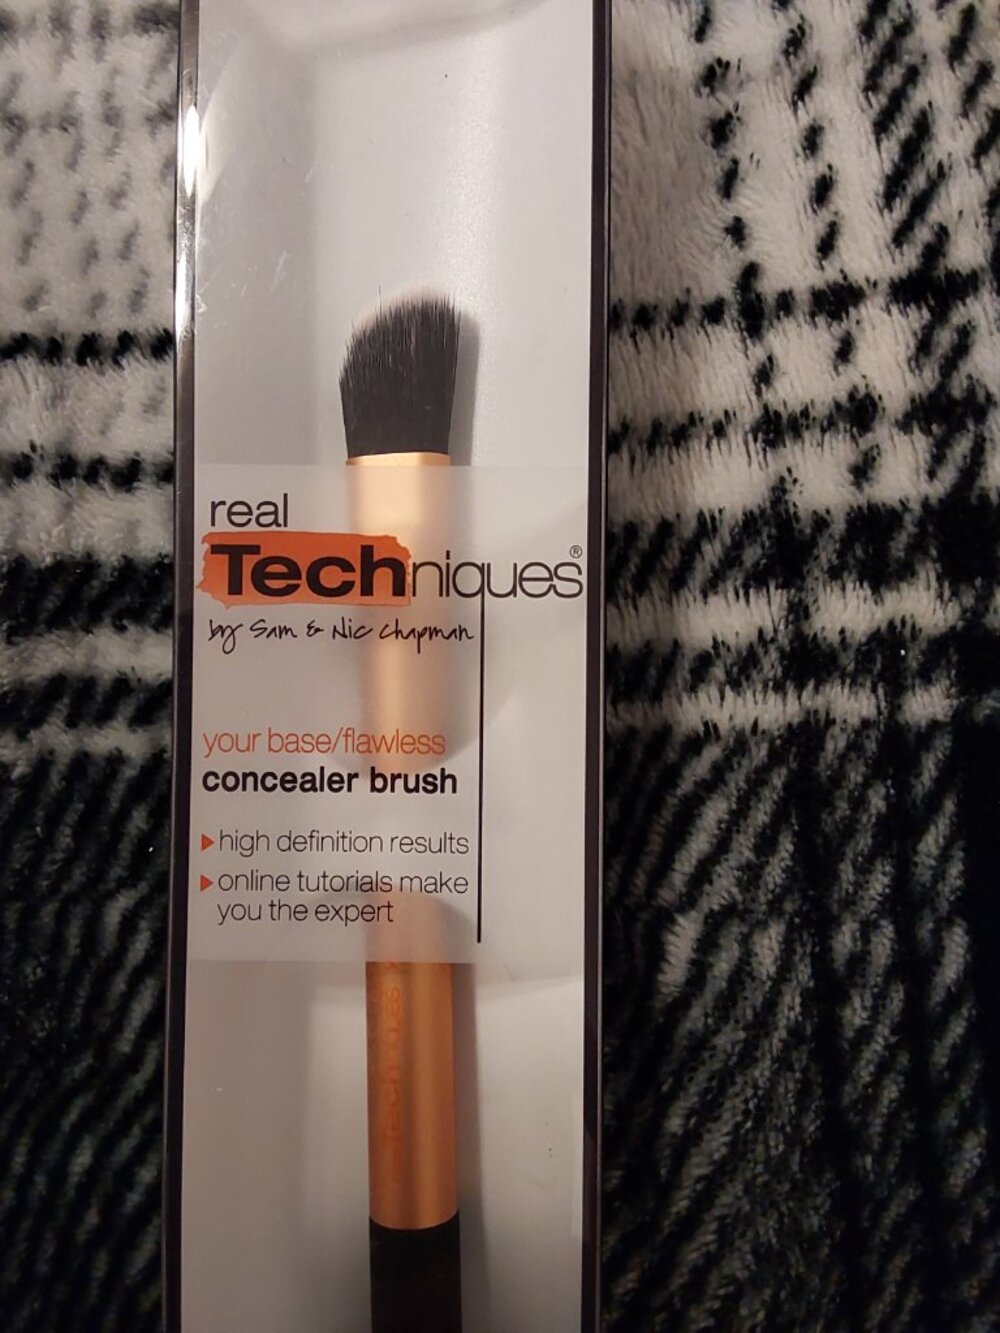 real
Techniques®
by Sam & Nic Chapman
your base/flawless
concealer brush
▸ high definition results
▸ online tutorials make
you the expert